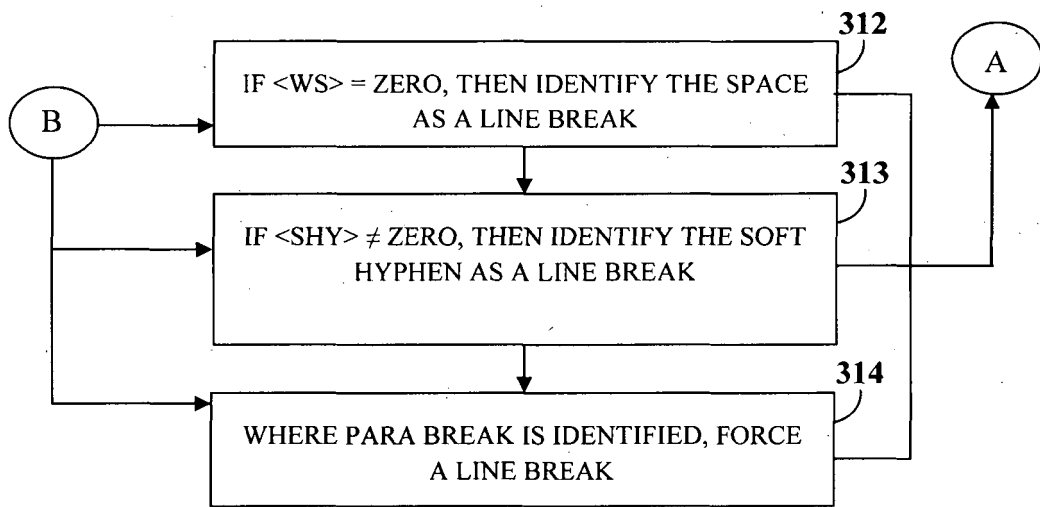 312
A
IF <WS> = ZERO, THEN IDENTIFY THE SPACE
AS A LINE BREAK
B
313
IF <SHY> ≠ ZERO, THEN IDENTIFY THE SOFT
HYPHEN AS A LINE BREAK
314
WHERE PARA BREAK IS IDENTIFIED, FORCE
A LINE BREAK